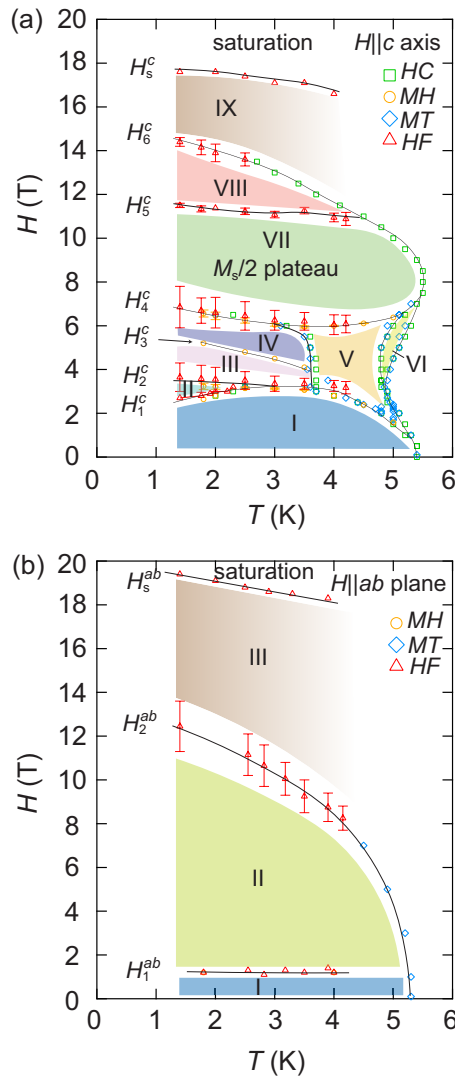 (a)
saturation
H||c axis
HC
MH
MT
HF
H_s^c
H_6^c
H_5^c
H_4^c
H_3^c
H_2^c
H_1^c
IX
VIII
VII
M_s/2 plateau
IV
III
V
VI
II
I
20
18
16
14
12
10
8
6
4
2
0
H (T)
0 1 2 3 4 5 6
T (K)
(b)
saturation
H||ab plane
MH
MT
HF
H_s^ab
H_2^ab
H_1^ab
III
II
I
20
18
16
14
12
10
8
6
4
2
0
H (T)
0 1 2 3 4 5 6
T (K)